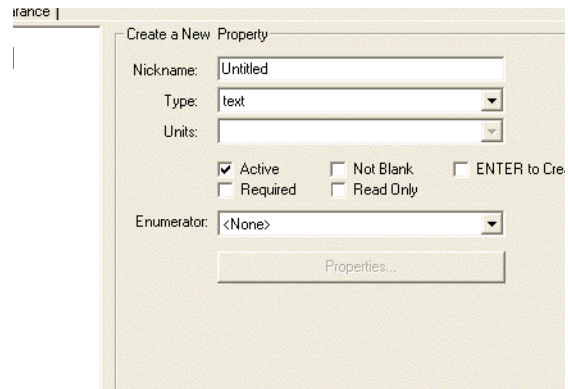 arance
Create a New Property
Nickname: Untitled
Type: text
Units:
Active Not Blank ENTER to Crea
Required Read Only
Enumerator: <None>
Properties...